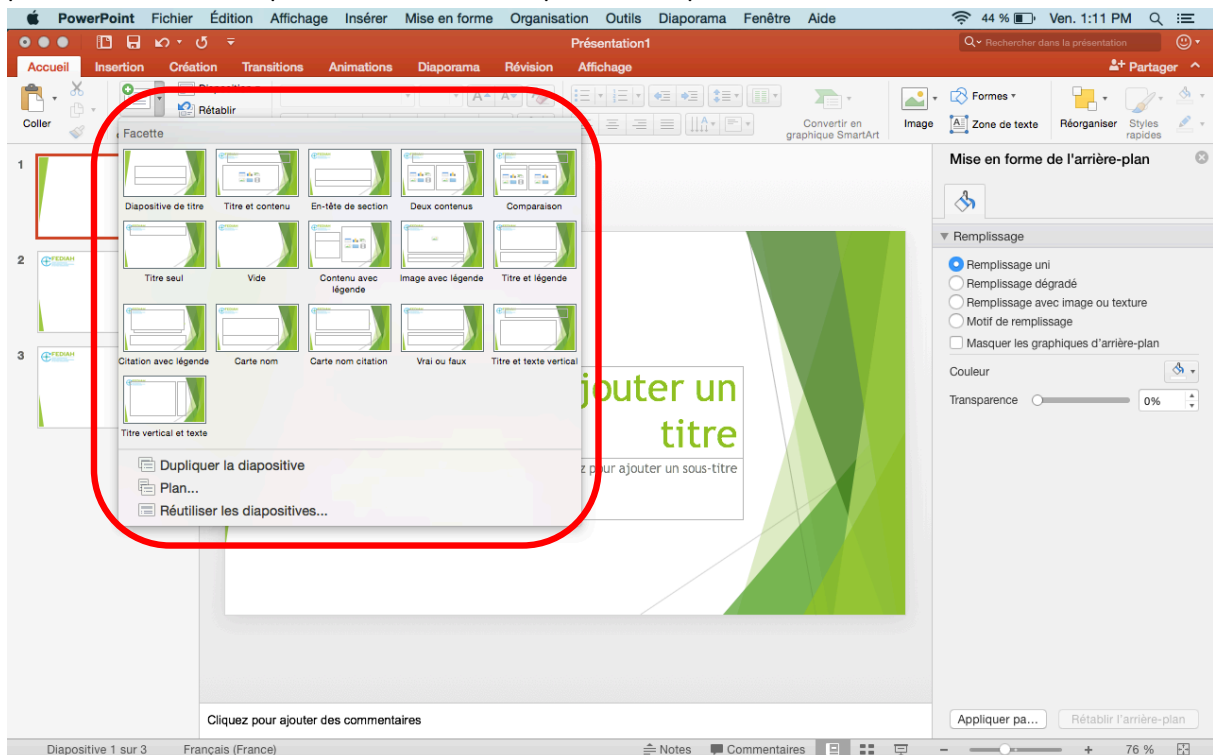 PowerPoint Fichier Édition Affichage Insérer Mise en forme Organisation Outils Diaporama Fenêtre Aide 44 % Ven. 1:11 PM
Présentation1
Rechercher dans la présentation
Accueil Insertion Création Transitions Animations Diaporama Révision Affichage Partager
Coller
Rétablir
Convertir en
graphique SmartArt
Image
Formes
Zone de texte
Réorganiser
Styles
rapides
Facette
Diapositive de titre Titre et contenu En-tête de section Deux contenus Comparaison
Titre seul Vide Contenu avec
légende Image avec légende Titre et légende
Citation avec légende Carte nom Carte nom citation Vrai ou faux Titre et texte vertical
Titre vertical et texte
Dupliquer la diapositive
Plan...
Réutiliser les diapositives...
1
2 FEDIAH
3 FEDIAH
jouter un
titre
z pour ajouter un sous-titre
Mise en forme de l'arrière-plan
Remplissage
Remplissage uni
Remplissage dégradé
Remplissage avec image ou texture
Motif de remplissage
Masquer les graphiques d'arrière-plan
Couleur
Transparence 0%
Cliquez pour ajouter des commentaires
Appliquer pa... Rétablir l'arrière-plan
Diapositive 1 sur 3 Français (France) Notes Commentaires 76 %